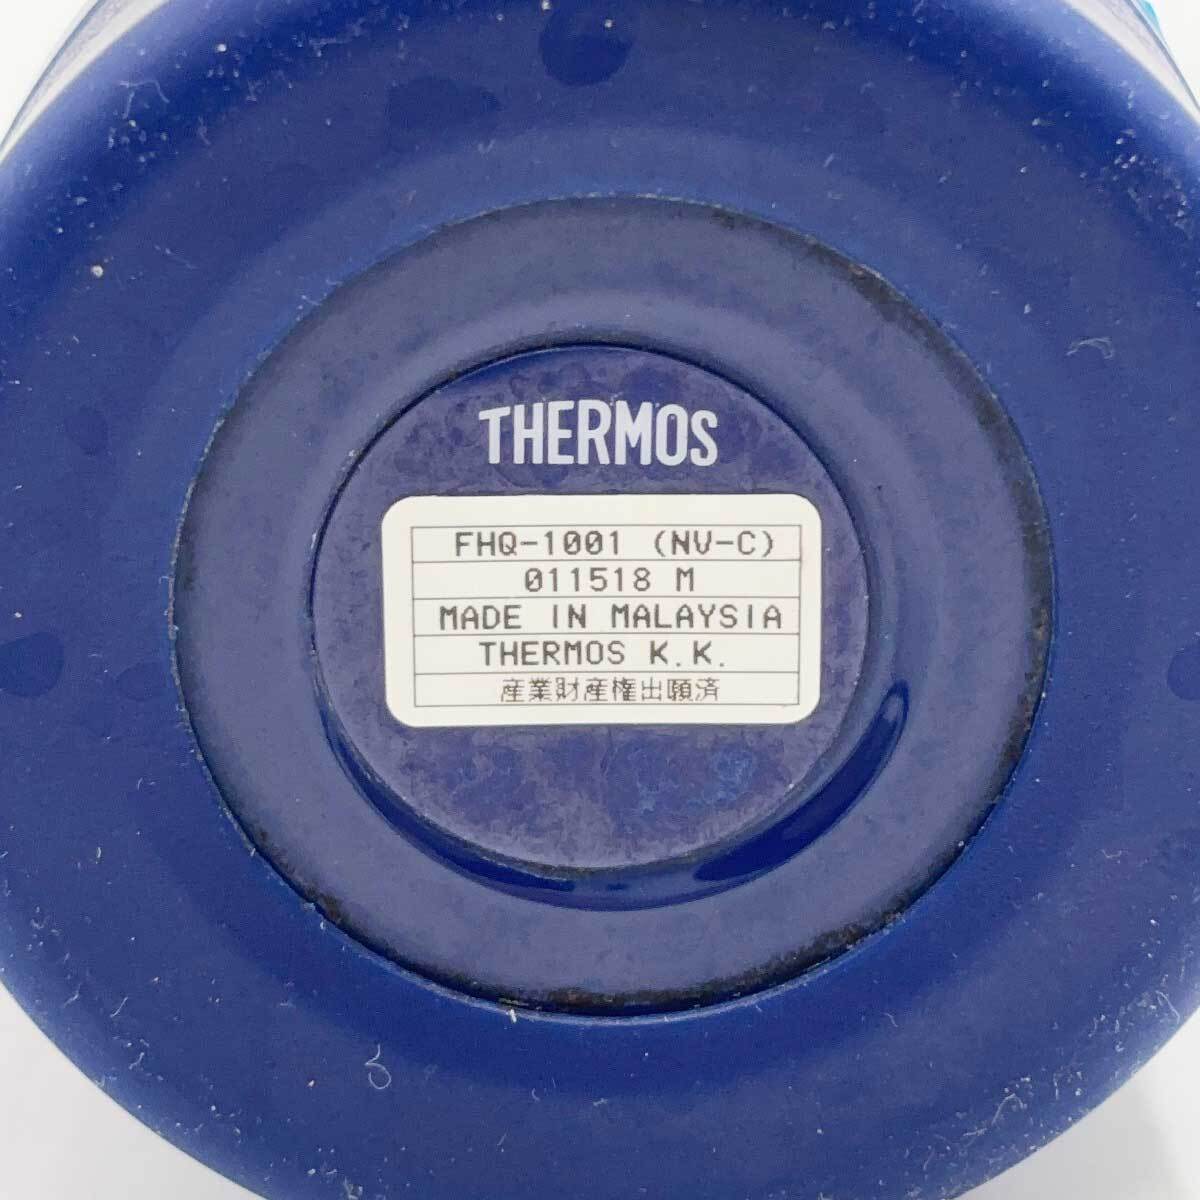 THERMOS
FHQ-1001 (NV-C)
011518 M
MADE IN MALAYSIA
THERMOS K.K.
産業財産権出願済